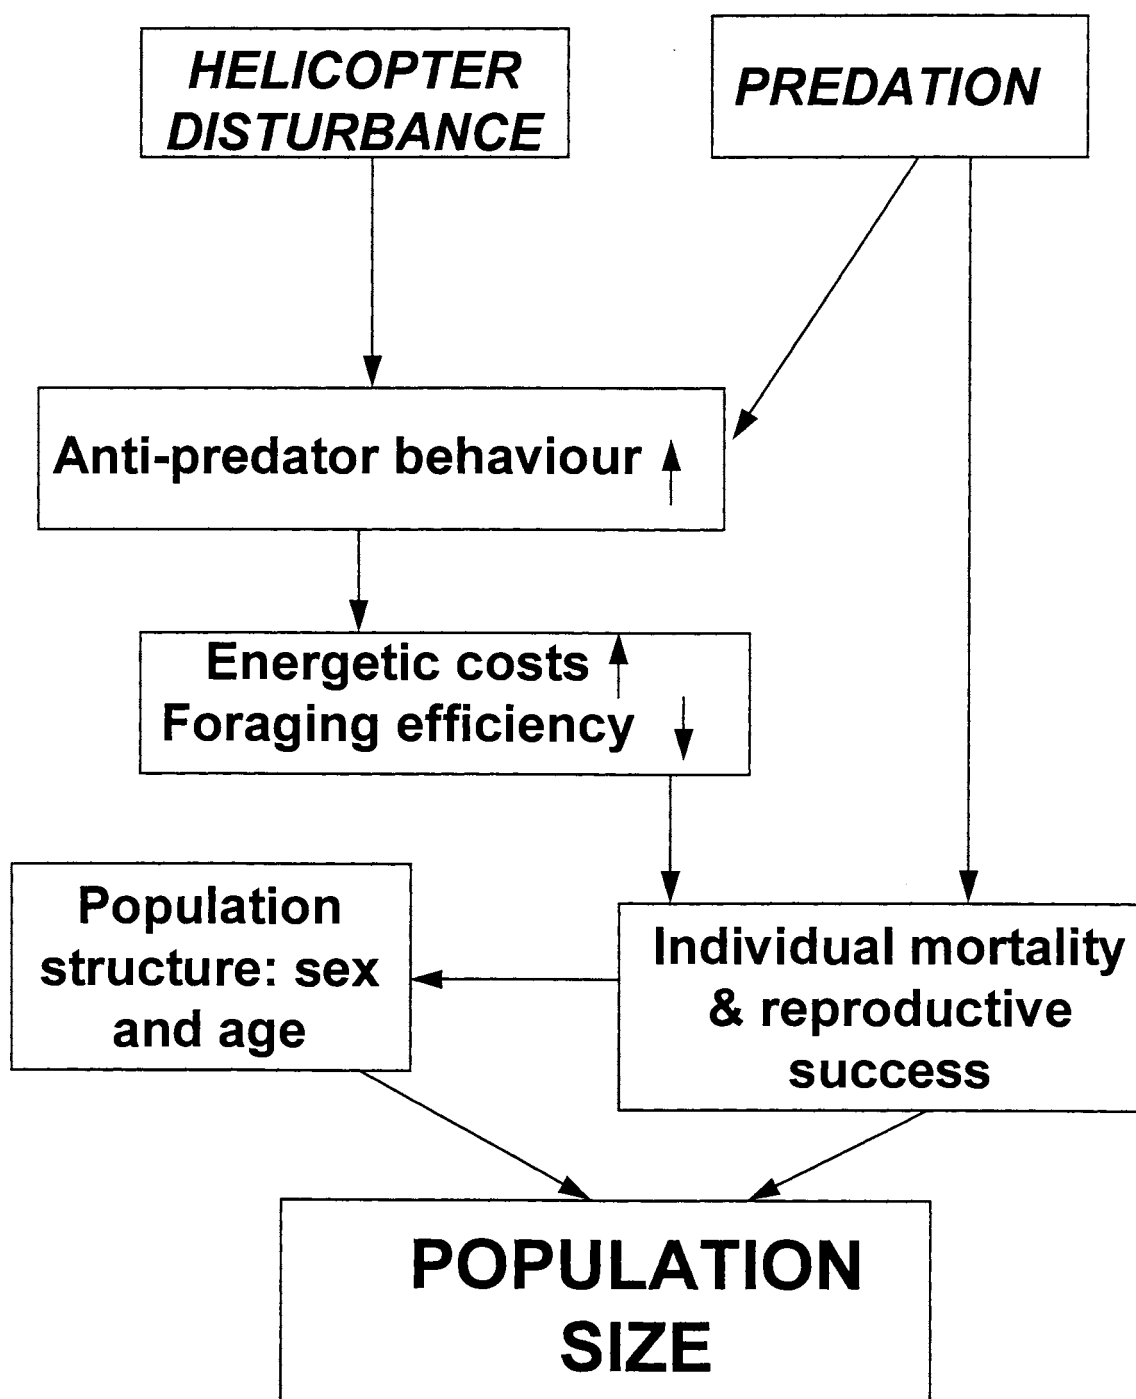 HELICOPTER
DISTURBANCE
PREDATION
Anti-predator behaviour
Energetic costs
Foraging efficiency
Population
structure: sex
and age
Individual mortality
& reproductive
success
POPULATION
SIZE